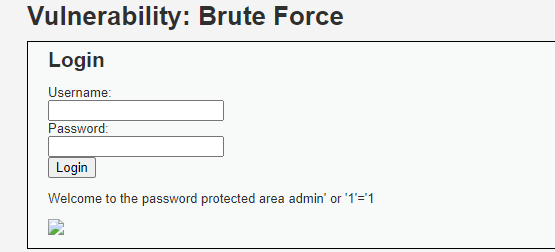 Vulnerability: Brute Force
Login
Username:
Password:
Login
Welcome to the password protected area admin' or '1'='1